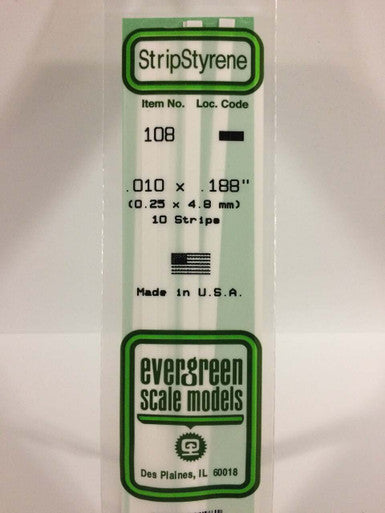 StripStyrene
Item No. Loc. Code
108
.010 x .188"
(0.25 x 4.8 mm)
10 Strips
Made in U.S.A.
evergreen
scale models
Des Plaines, IL 60018